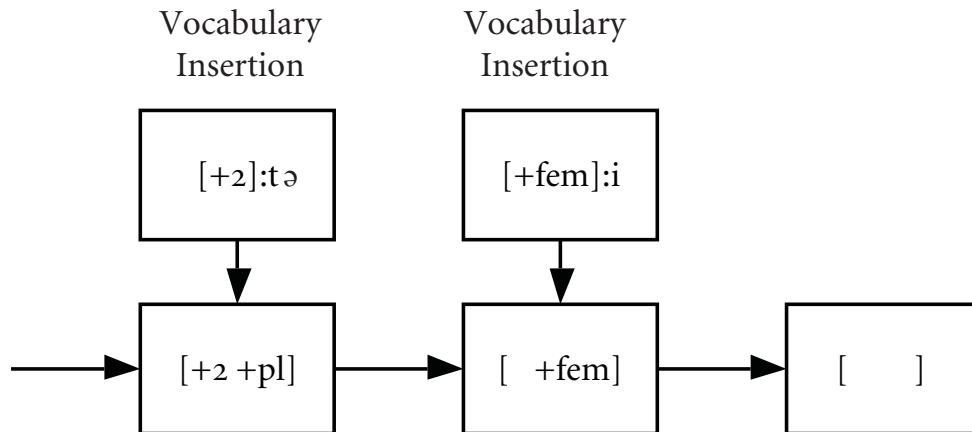 Vocabulary Insertion
Vocabulary Insertion
[+2]:tə
[+fem]:i
[+2 +pl]
[ +fem]
[ ]